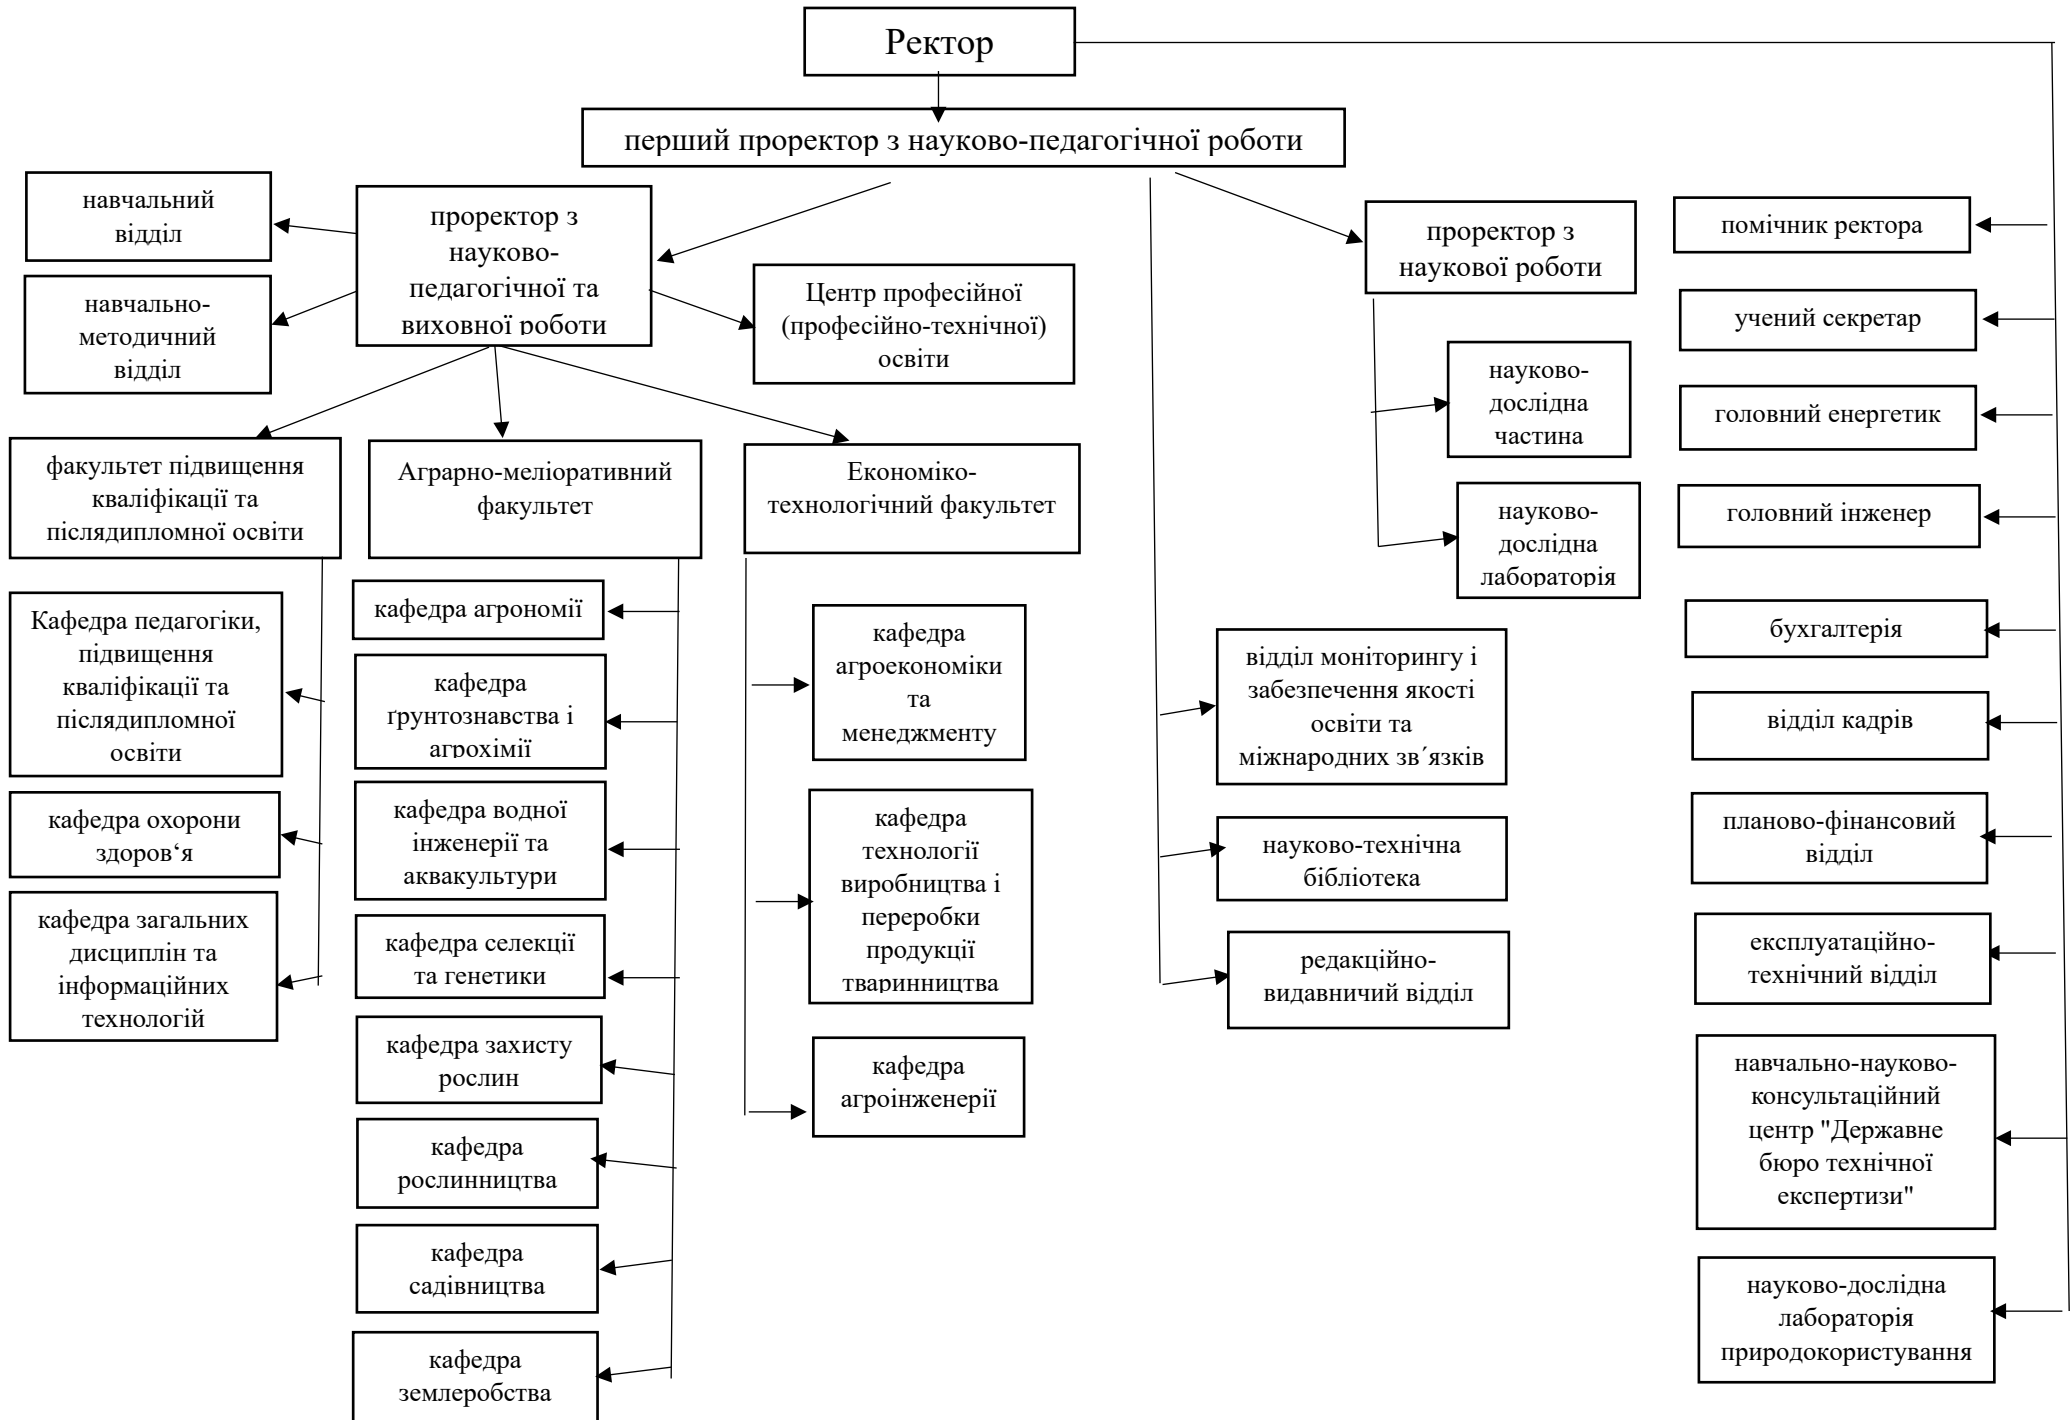 Ректор
перший проректор з науково-педагогічної роботи
навчальний
відділ
навчально-
методичний
відділ
проректор з
науково-
педагогічної та
виховної роботи
Центр професійної
(професійно-технічної)
освіти
проректор з
наукової роботи
науково-
дослідна
частина
науково-
дослідна
лабораторія
факультет підвищення
кваліфікації та
післядипломної освіти
Аграрно-меліоративний
факультет
Економіко-
технологічний факультет
Кафедра педагогіки,
підвищення
кваліфікації та
післядипломної
освіти
кафедра охорони
здоров‘я
кафедра загальних
дисциплін та
інформаційних
технологій
кафедра агрономії
кафедра
ґрунтознавства і
агрохімії
кафедра водної
інженерії та
аквакультури
кафедра селекції
та генетики
кафедра захисту
рослин
кафедра
рослинництва
кафедра
садівництва
кафедра
землеробства
кафедра
агроекономіки
та
менеджменту
кафедра
технології
виробництва і
переробки
продукції
тваринництва
кафедра
агроінженерії
відділ моніторингу і
забезпечення якості
освіти та
міжнародних зв´язків
науково-технічна
бібліотека
редакційно-
видавничий відділ
помічник ректора
учений секретар
головний енергетик
головний інженер
бухгалтерія
відділ кадрів
планово-фінансовий
відділ
експлуатаційно-
технічний відділ
навчально-науково-
консультаційний
центр "Державне
бюро технічної
експертизи"
науково-дослідна
лабораторія
природокористування